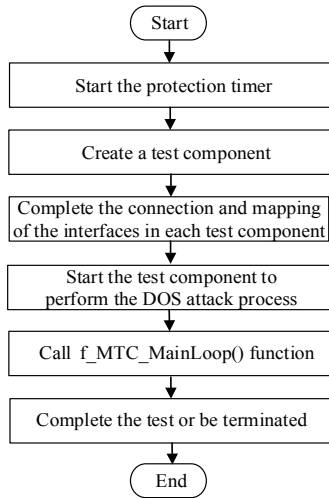 Start
Start the protection timer
Create a test component
Complete the connection and mapping
of the interfaces in each test component
Start the test component to
perform the DOS attack process
Call f_MTC_MainLoop() function
Complete the test or be terminated
End